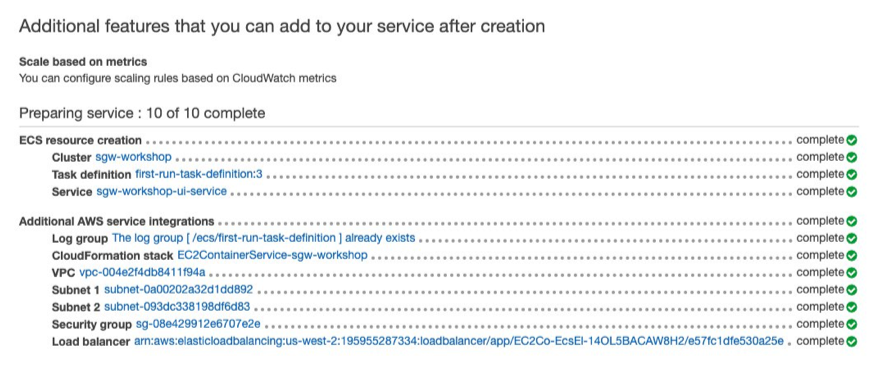 Additional features that you can add to your service after creation
Scale based on metrics
You can configure scaling rules based on CloudWatch metrics
Preparing service : 10 of 10 complete
ECS resource creation complete
Cluster sgw-workshop complete
Task definition first-run-task-definition:3 complete
Service sgw-workshop-ui-service complete
Additional AWS service integrations complete
Log group The log group [ /ecs/first-run-task-definition ] already exists complete
CloudFormation stack EC2ContainerService-sgw-workshop complete
VPC vpc-004e2f4db8411f94a complete
Subnet 1 subnet-0a00202a32d1dd892 complete
Subnet 2 subnet-093dc338198df6d83 complete
Security group sg-08e429912e6707e2e complete
Load balancer arn:aws:elasticloadbalancing:us-west-2:195955287334:loadbalancer/app/EC2Co-EcsEl-14OL5BACAW8H2/e57fc1dfe530a25e complete